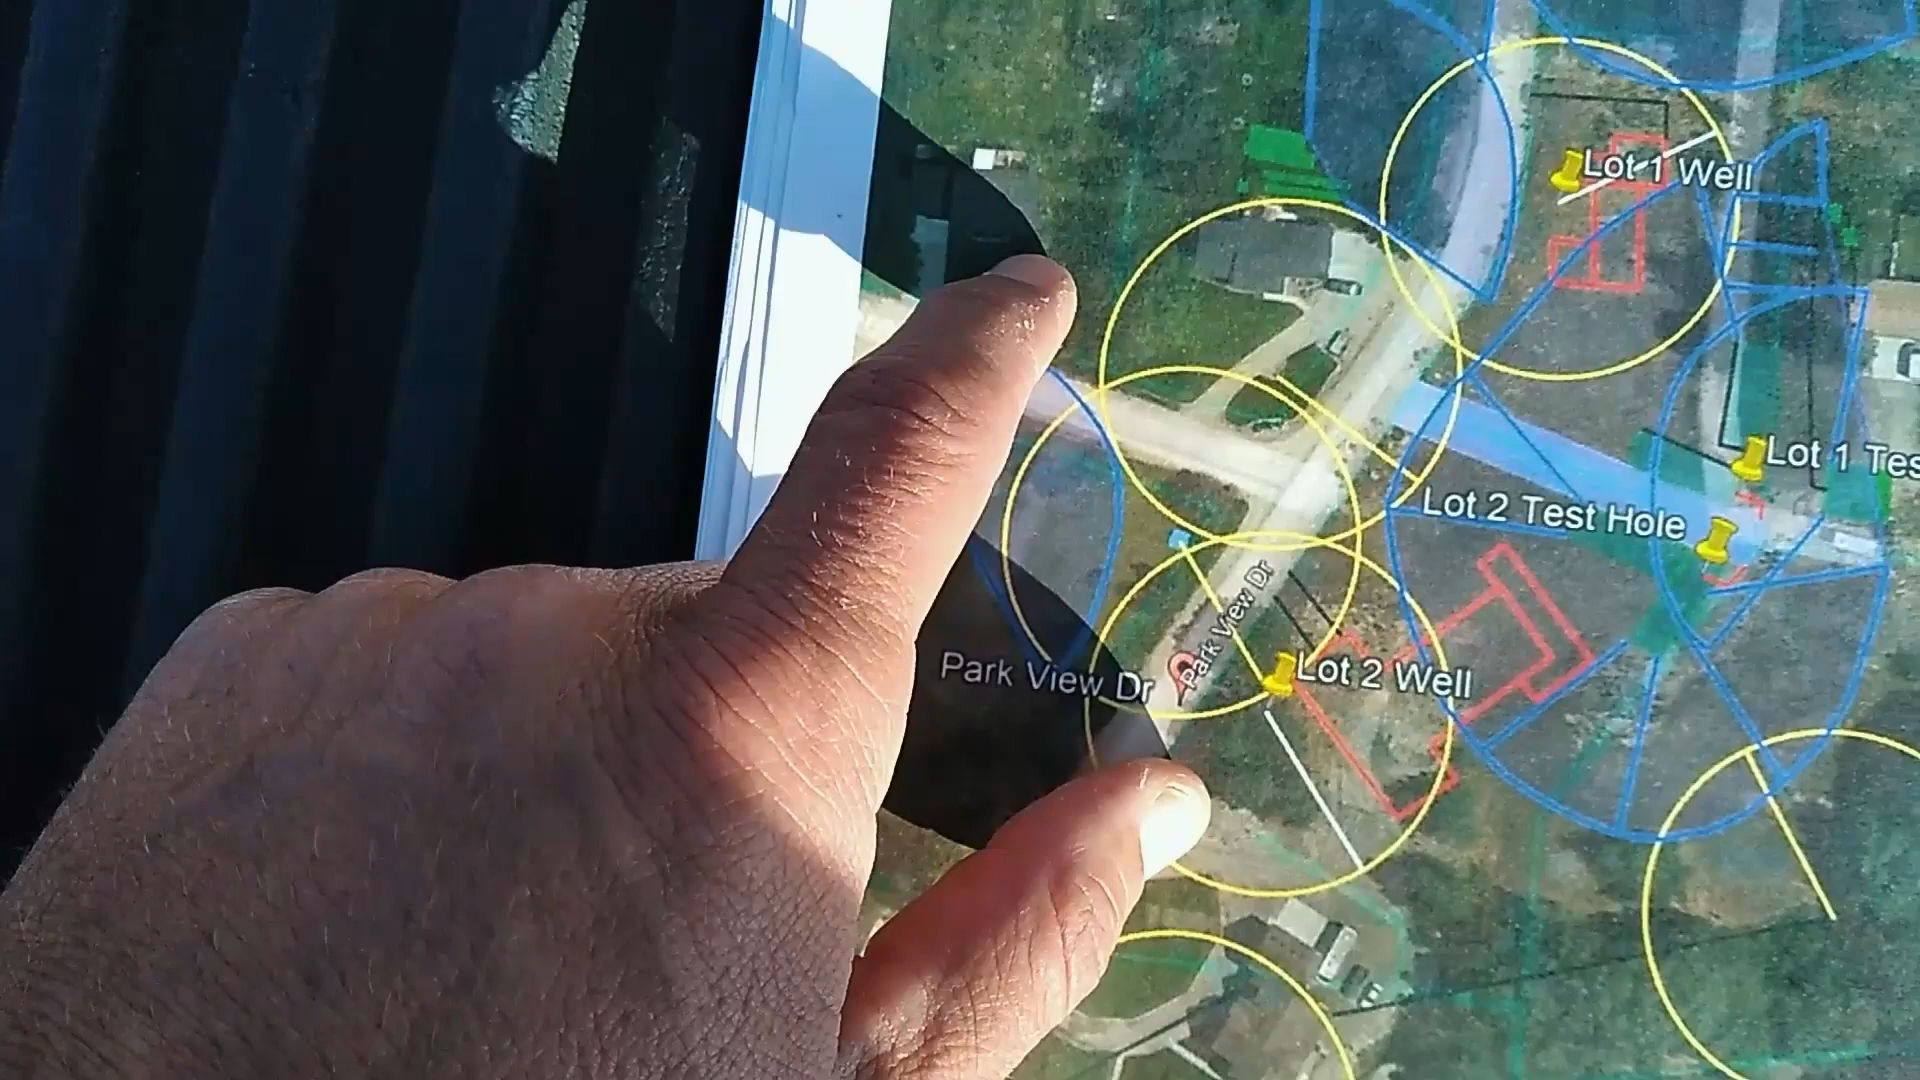 Lot 1 Well
Lot 1 Tes
Lot 2 Test Hole
Park View Dr
Lot 2 Well
Park View Dr